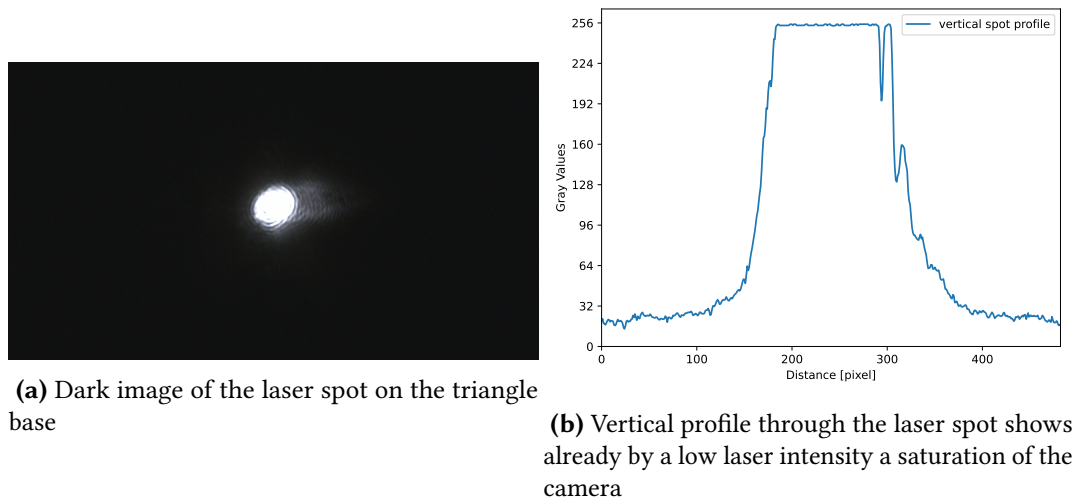 (a) Dark image of the laser spot on the triangle
base
256
224
192
160
128
96
64
32
0
Gray Values
0 100 200 300 400
Distance [pixel]
vertical spot profile
(b) Vertical profile through the laser spot shows
already by a low laser intensity a saturation of the
camera